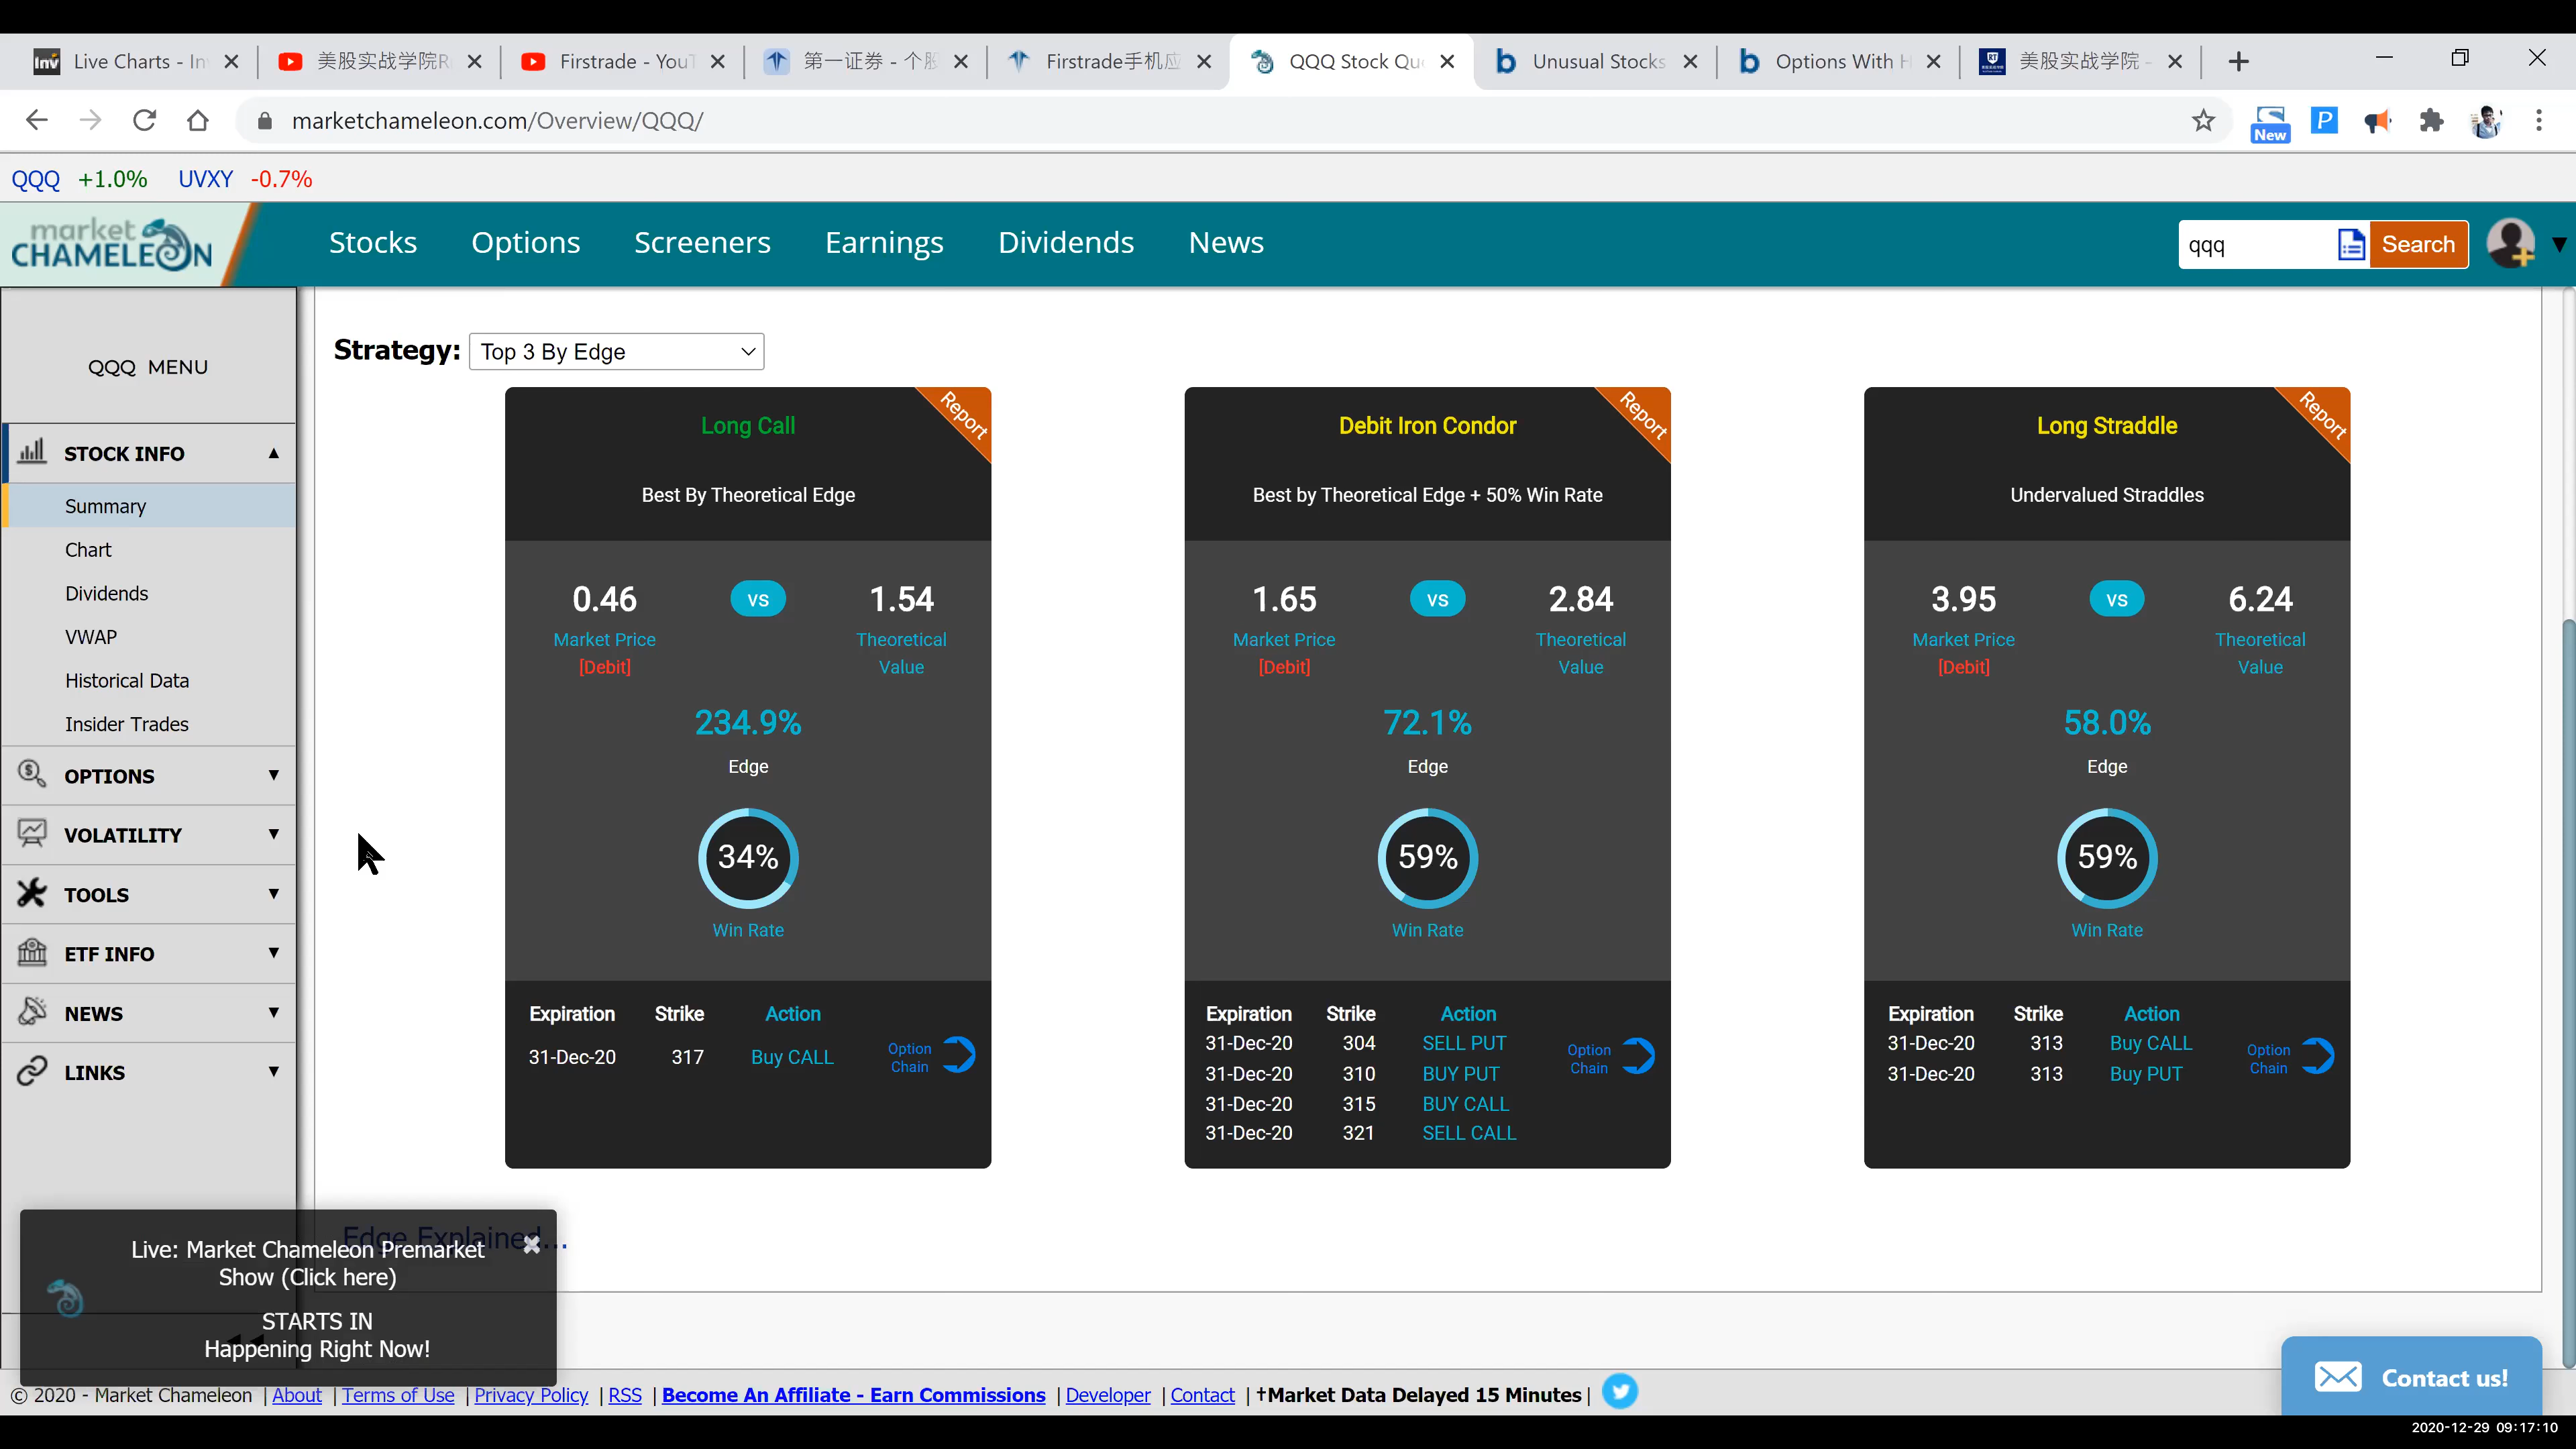 Live Charts - In
美股实战学院R
Firstrade - YouT
第一证券 - 个股
Firstrade手机应
QQQ Stock Quo
Unusual Stocks
Options With H
美股实战学院 -
marketchameleon.com/Overview/QQQ/
New
QQQ +1.0% UVXY -0.7%
market CHAMELEON
Stocks Options Screeners Earnings Dividends News
qqq Search
QQQ MENU
STOCK INFO
Summary
Chart
Dividends
VWAP
Historical Data
Insider Trades
OPTIONS
VOLATILITY
TOOLS
ETF INFO
NEWS
LINKS
Strategy: Top 3 By Edge
Long Call
Report
Best By Theoretical Edge
0.46 vs 1.54
Market Price Theoretical
[Debit] Value
234.9%
Edge
34%
Win Rate
Expiration Strike Action
31-Dec-20 317 Buy CALL
Option
Chain
Debit Iron Condor
Report
Best by Theoretical Edge + 50% Win Rate
1.65 vs 2.84
Market Price Theoretical
[Debit] Value
72.1%
Edge
59%
Win Rate
Expiration Strike Action
31-Dec-20 304 SELL PUT
31-Dec-20 310 BUY PUT
31-Dec-20 315 BUY CALL
31-Dec-20 321 SELL CALL
Option
Chain
Long Straddle
Report
Undervalued Straddles
3.95 vs 6.24
Market Price Theoretical
[Debit] Value
58.0%
Edge
59%
Win Rate
Expiration Strike Action
31-Dec-20 313 Buy CALL
31-Dec-20 313 Buy PUT
Option
Chain
Edge Explained...
Live: Market Chameleon Premarket
Show (Click here)
STARTS IN
Happening Right Now!
Contact us!
© 2020 - Market Chameleon | About | Terms of Use | Privacy Policy | RSS | Become An Affiliate - Earn Commissions | Developer | Contact | †Market Data Delayed 15 Minutes |
2020-12-29 09:17:10